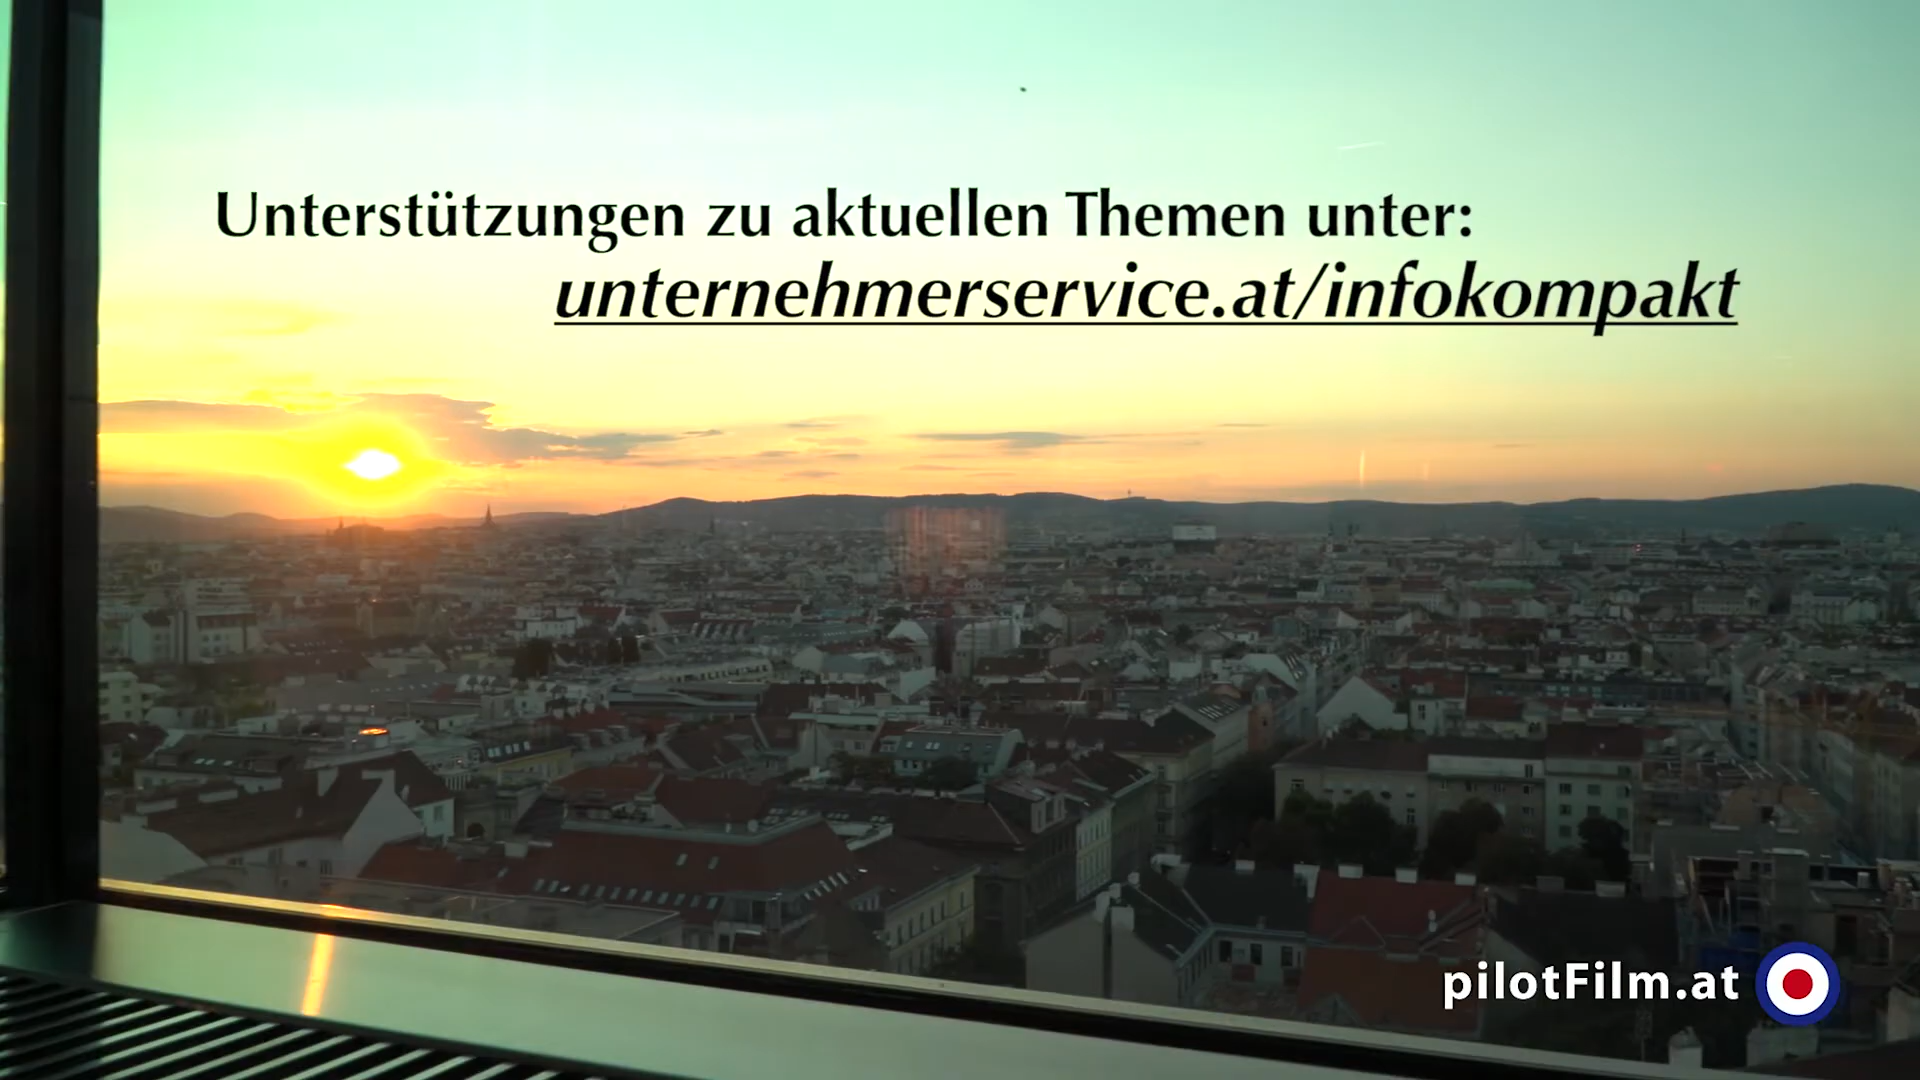 Unterstützungen zu aktuellen Themen unter:
unternehmerservice.at/infokompakt
pilotFilm.at